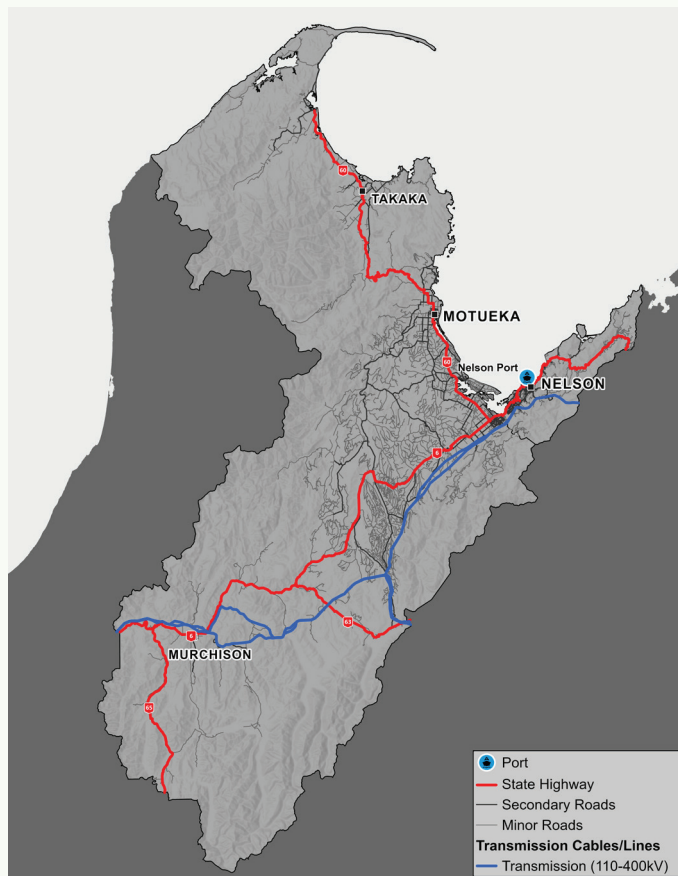 60
TAKAKA
MOTUEKA
Nelson Port
60
NELSON
6
63
6
MURCHISON
65
Port
State Highway
Secondary Roads
Minor Roads
Transmission Cables/Lines
Transmission (110-400kV)